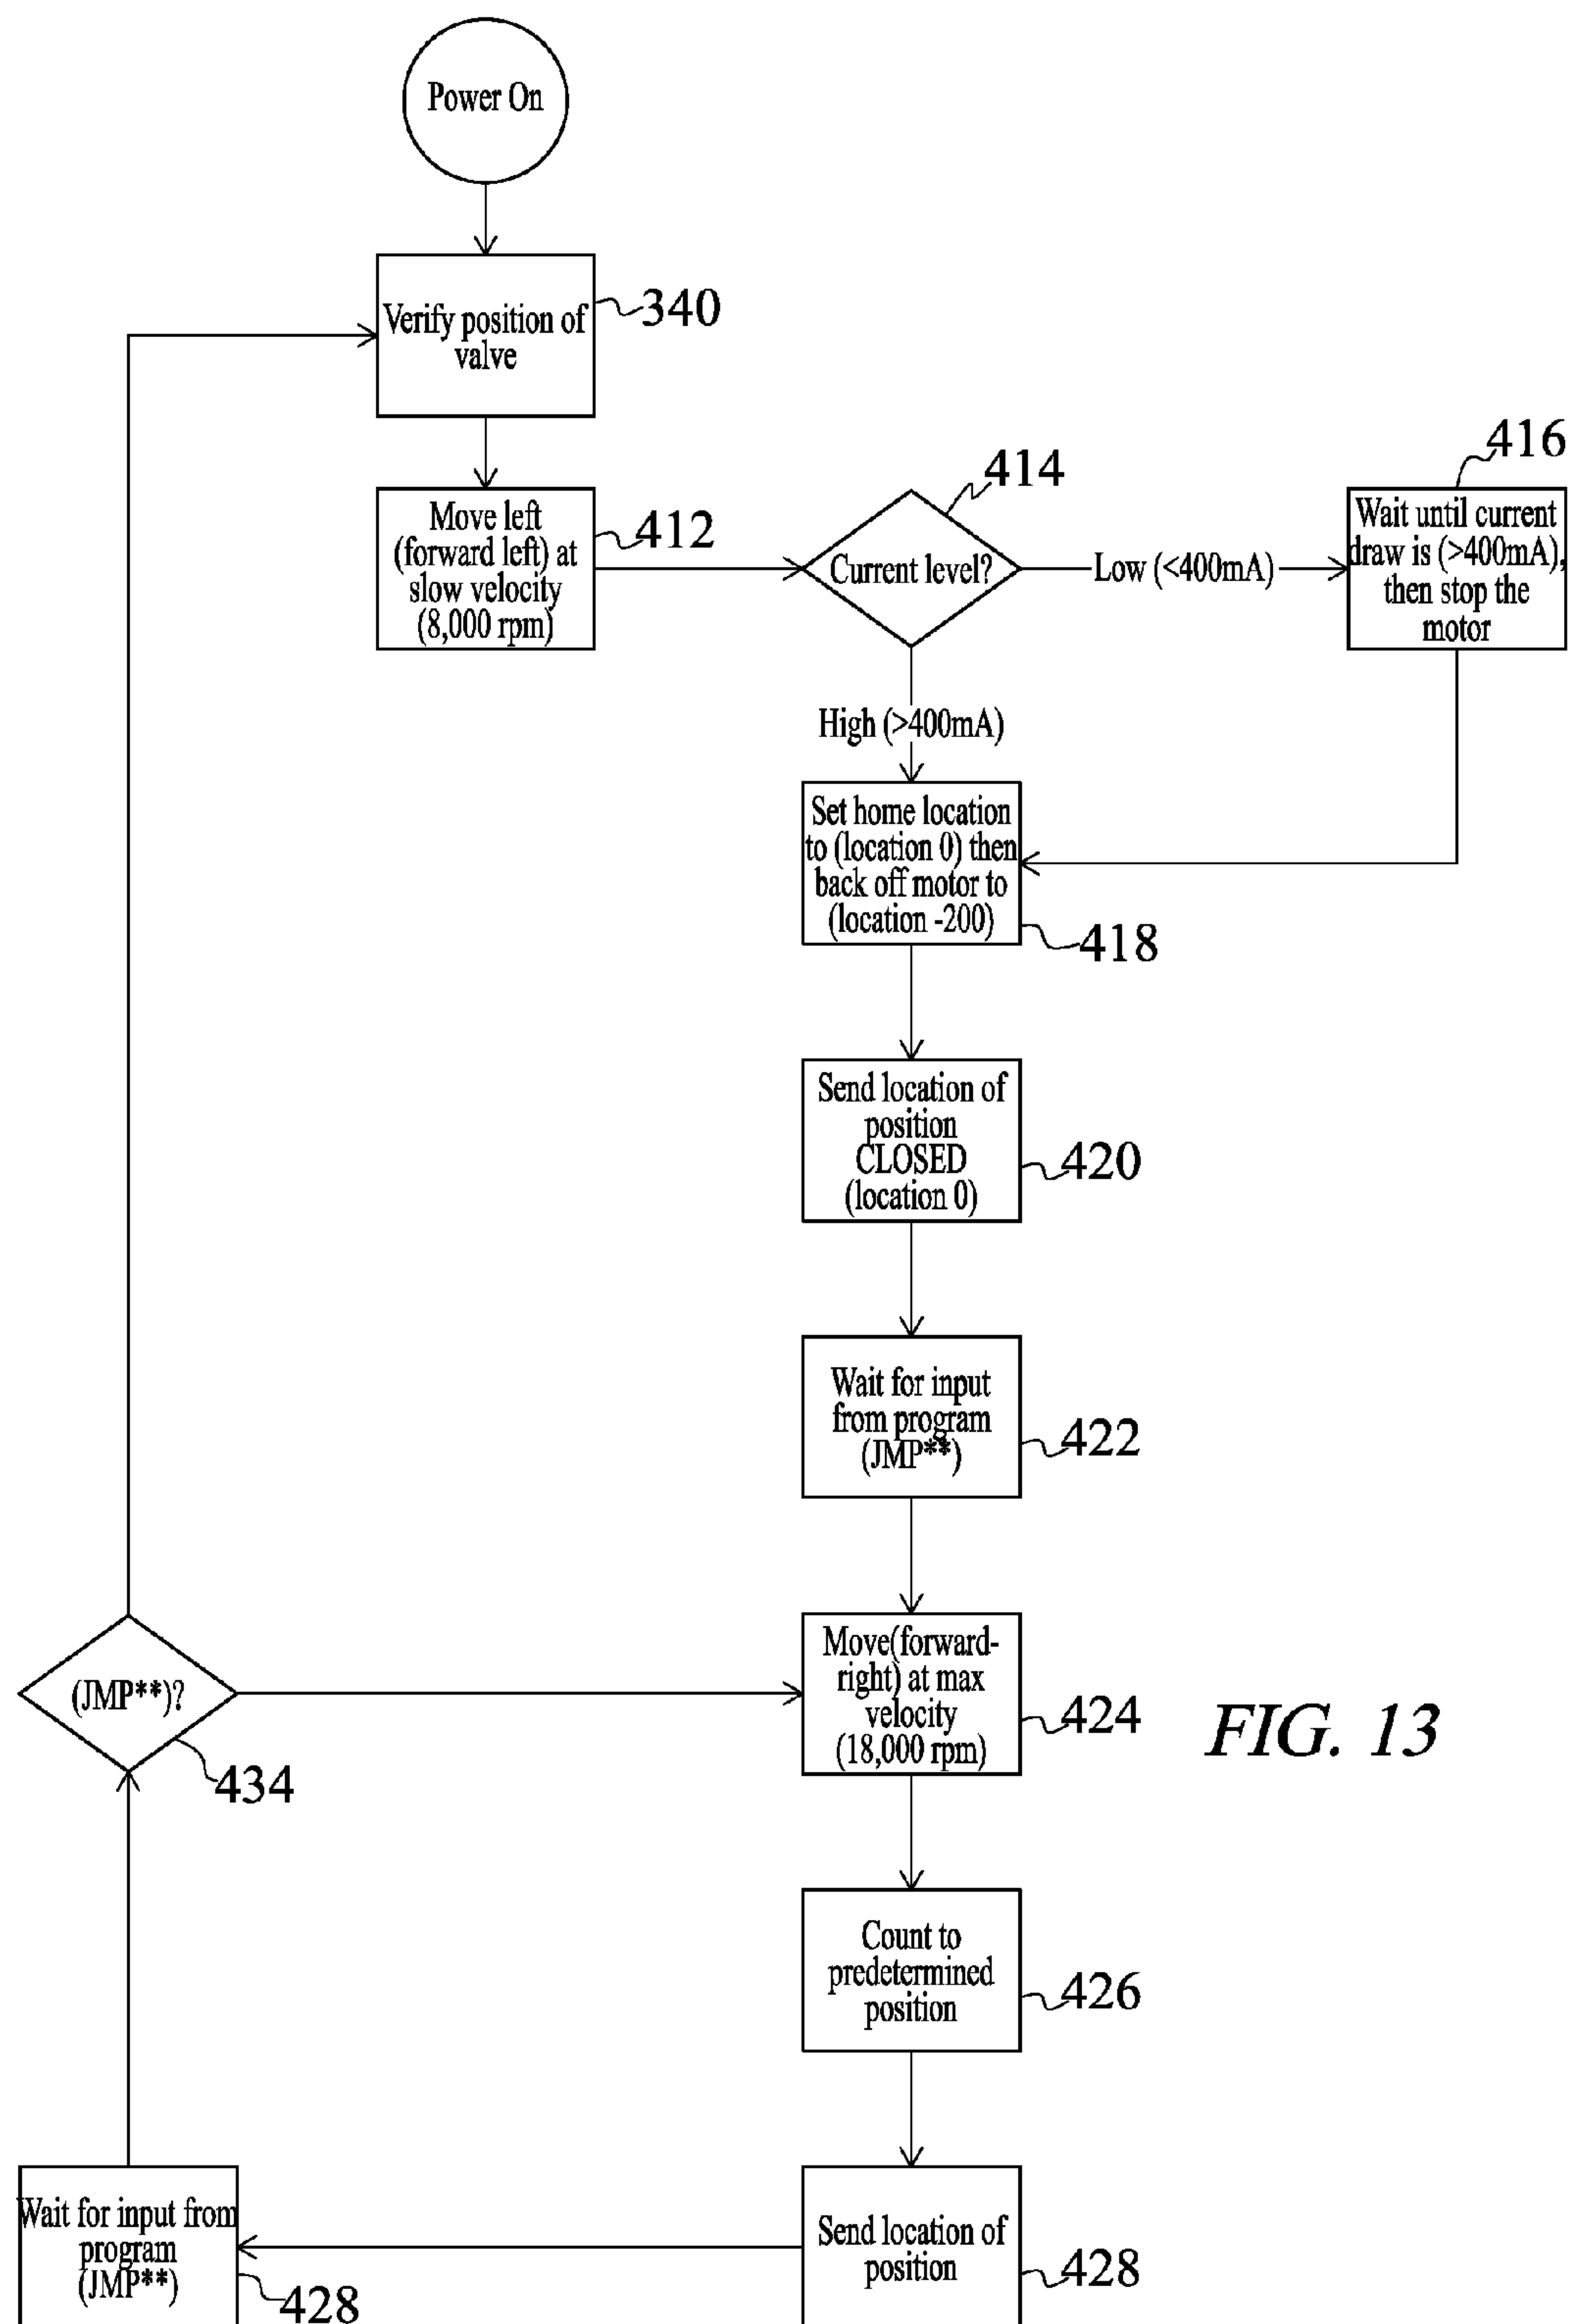 Power On
Verify position of
valve
340
Move left
(forward left) at
slow velocity
(8,000 rpm)
412
Current level?
414
Low (<400mA)
Wait until current
draw is (>400mA),
then stop the
motor
416
High (>400mA)
Set home location
to (location 0) then
back off motor to
(location -200)
418
Send location of
position
CLOSED
(location 0)
420
Wait for input
from program
(JMP**)
422
Move(forward-
right) at max
velocity
(18,000 rpm)
424
Count to
predetermined
position
426
Send location of
position
428
Wait for input from
program
(JMP**)
428
(JMP**)?
434
FIG. 13